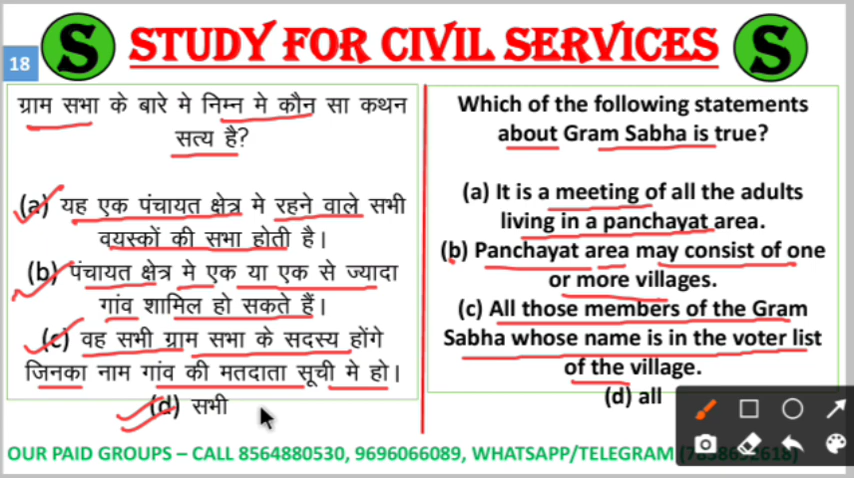 S STUDY FOR CIVIL SERVICES S
18
ग्राम सभा के बारे मे निम्न मे कौन सा कथन
सत्य है?
(a) यह एक पंचायत क्षेत्र मे रहने वाले सभी
वयस्कों की सभा होती है।
(b) पंचायत क्षेत्र मे एक या एक से ज्यादा
गांव शामिल हो सकते हैं।
(c) वह सभी ग्राम सभा के सदस्य होंगे
जिनका नाम गांव की मतदाता सूची मे हो।
(d) सभी
Which of the following statements
about Gram Sabha is true?
(a) It is a meeting of all the adults
living in a panchayat area.
(b) Panchayat area may consist of one
or more villages.
(c) All those members of the Gram
Sabha whose name is in the voter list
of the village.
(d) all
OUR PAID GROUPS – CALL 8564880530, 9696066089, WHATSAPP/TELEGRAM